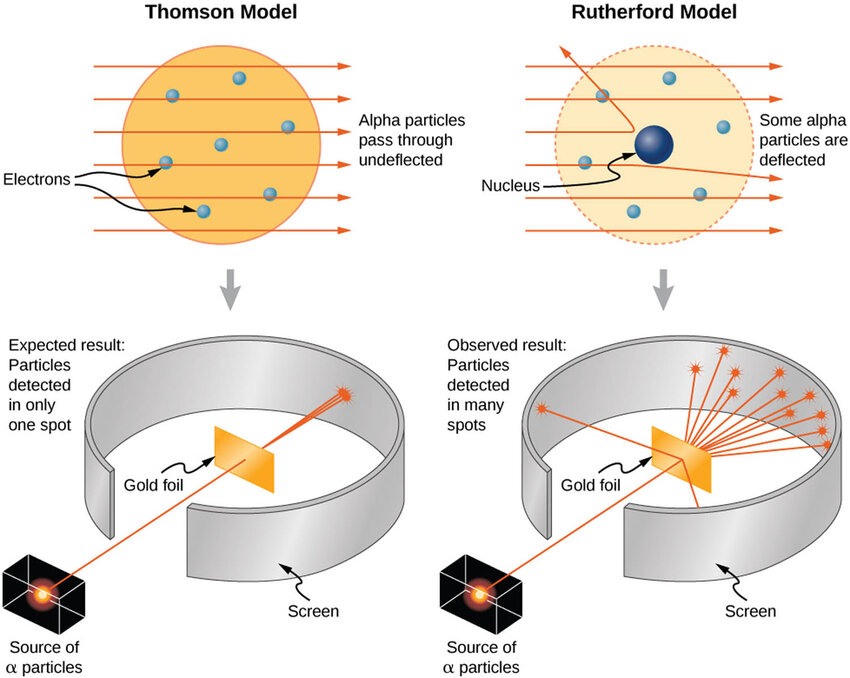 Thomson Model
Alpha particles
pass through
undeflected
Electrons
Expected result:
Particles
detected
in only
one spot
Gold foil
Screen
Source of
α particles
Rutherford Model
Some alpha
particles are
deflected
Nucleus
Observed result:
Particles
detected
in many
spots
Gold foil
Screen
Source of
α particles